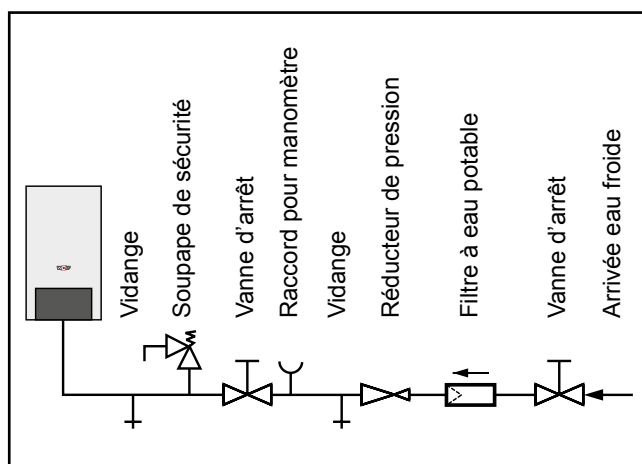 Vidange
Soupape de sécurité
Vanne d'arrêt
Raccord pour manomètre
Vidange
Réducteur de pression
Filtre à eau potable
Vanne d'arrêt
Arrivée eau froide